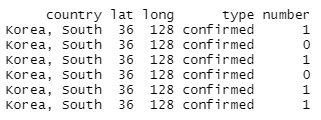 country lat long type number
Korea, South 36 128 confirmed 1
Korea, South 36 128 confirmed 0
Korea, South 36 128 confirmed 1
Korea, South 36 128 confirmed 0
Korea, South 36 128 confirmed 1
Korea, South 36 128 confirmed 1